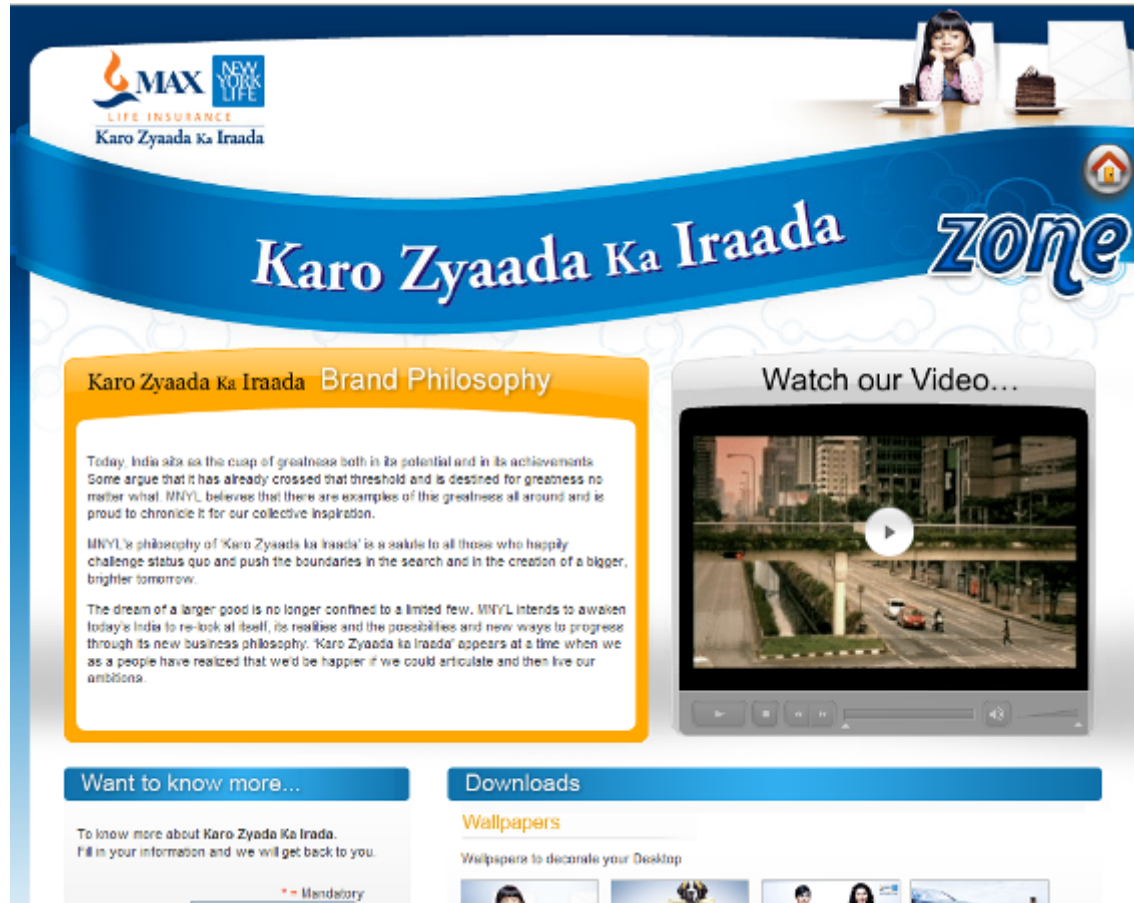 MAX
NEW
YORK
LIFE
LIFE INSURANCE
Karo Zyaada Ka Iraada
Karo Zyaada Ka Iraada
zone
Karo Zyaada Ka Iraada Brand Philosophy
Watch our Video...
Today, India sits as the cusp of greatness both in its potential and in its achievements.
Some argue that it has already crossed that threshold and is destined for greatness no
matter what. MNYL believes that there are examples of this greatness all around and is
proud to chronicle it for our collective inspiration.
MNYL's philosophy of 'Karo Zyaada ka Iraada' is a salute to all those who happily
challenge status quo and push the boundaries in the search and in the creation of a bigger,
brighter tomorrow.
The dream of a larger good is no longer confined to a limited few. MNYL intends to awaken
today's India to re-look at itself, its realities and the possibilities and new ways to progress
through its new business philosophy. 'Karo Zyaada ka Iraada' appears at a time when we
as a people have realized that we'd be happier if we could articulate and then live our
ambitions.
Want to know more...
Downloads
To know more about Karo Zyada Ka Irada.
Fill in your information and we will get back to you.
* = Mandatory
Wallpapers
Wallpapers to decorate your Desktop